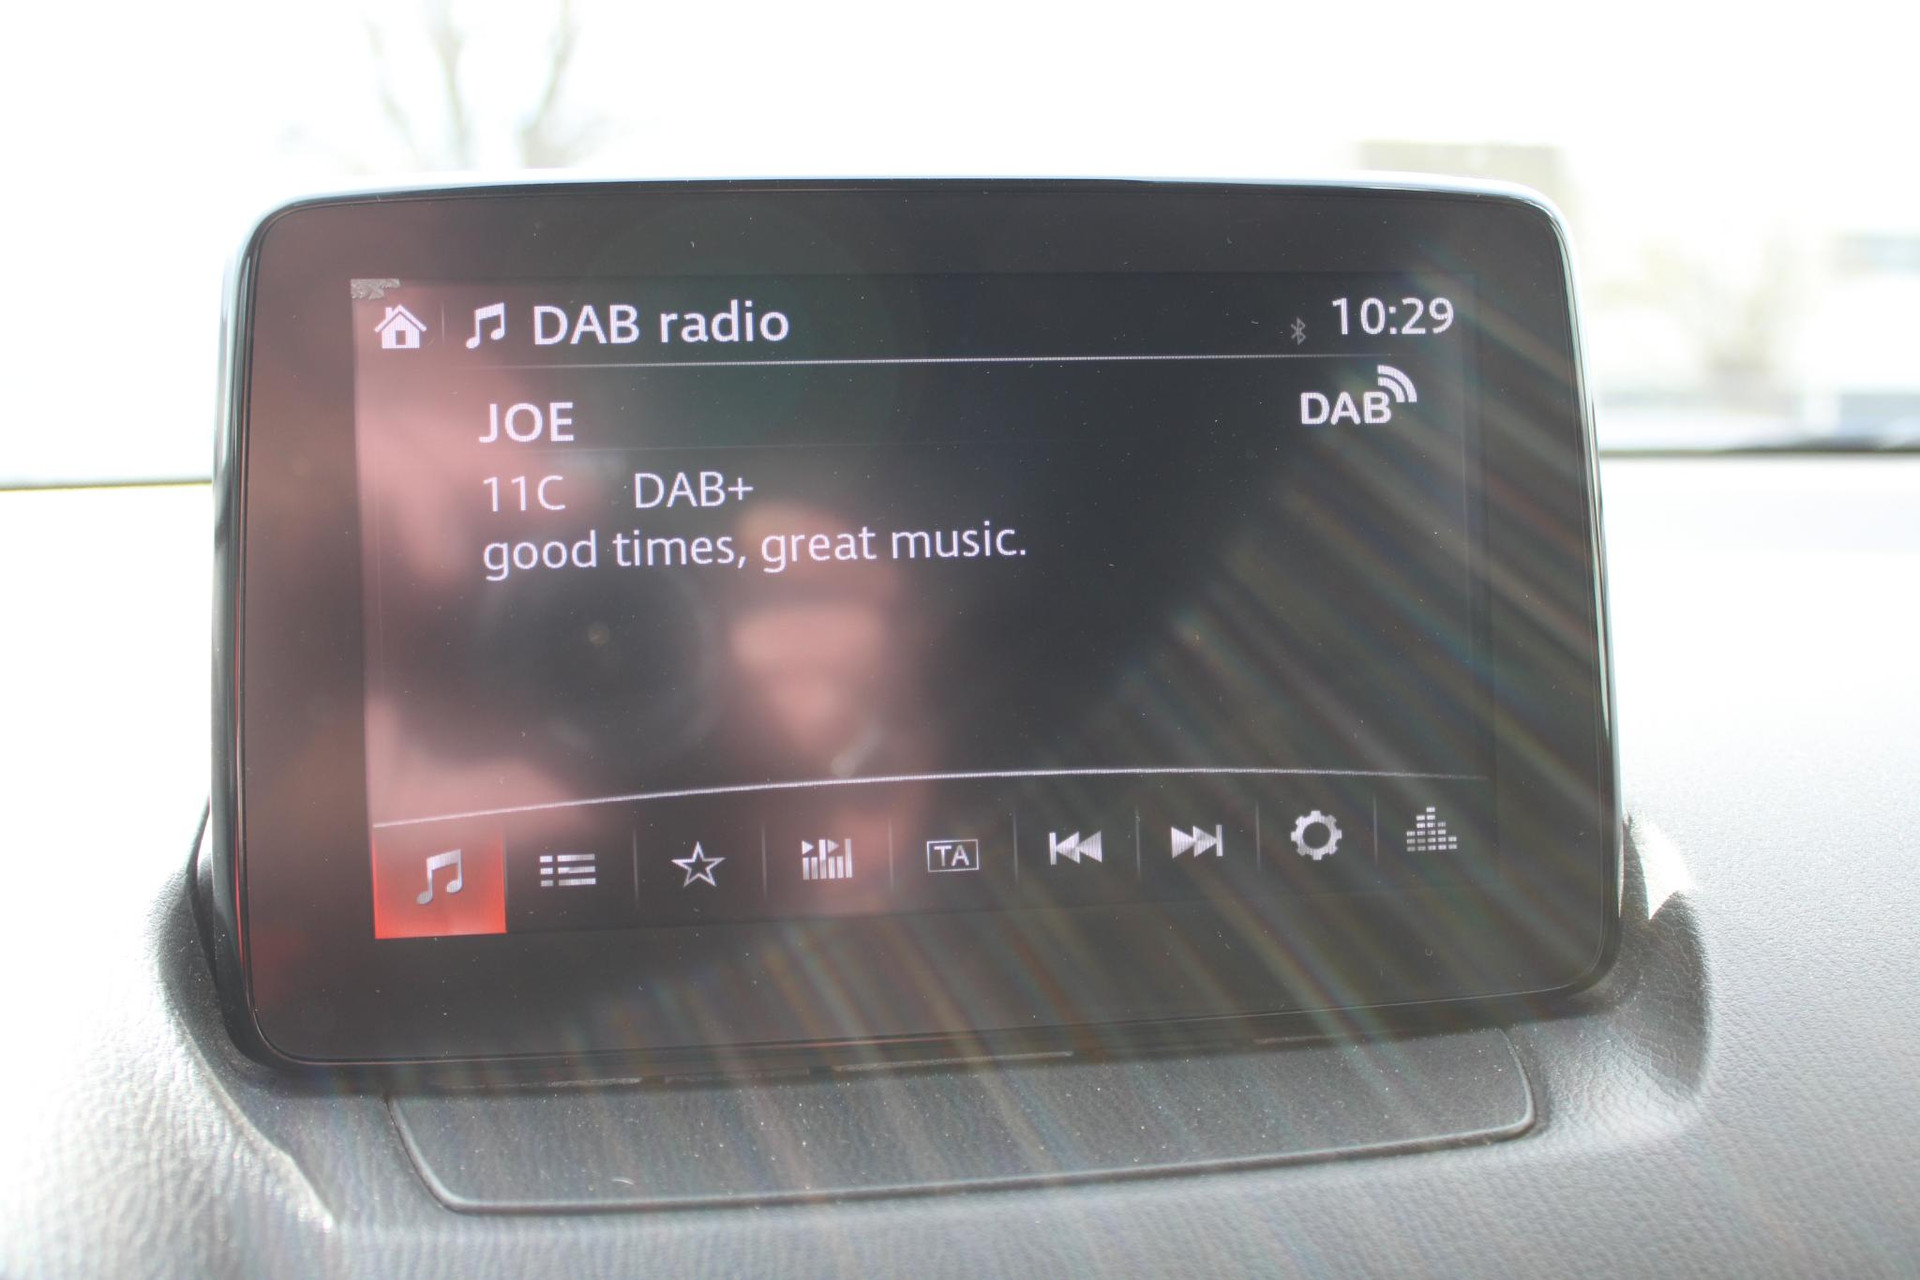 DAB radio
10:29
JOE
DAB
11C DAB+
good times, great music.
TA